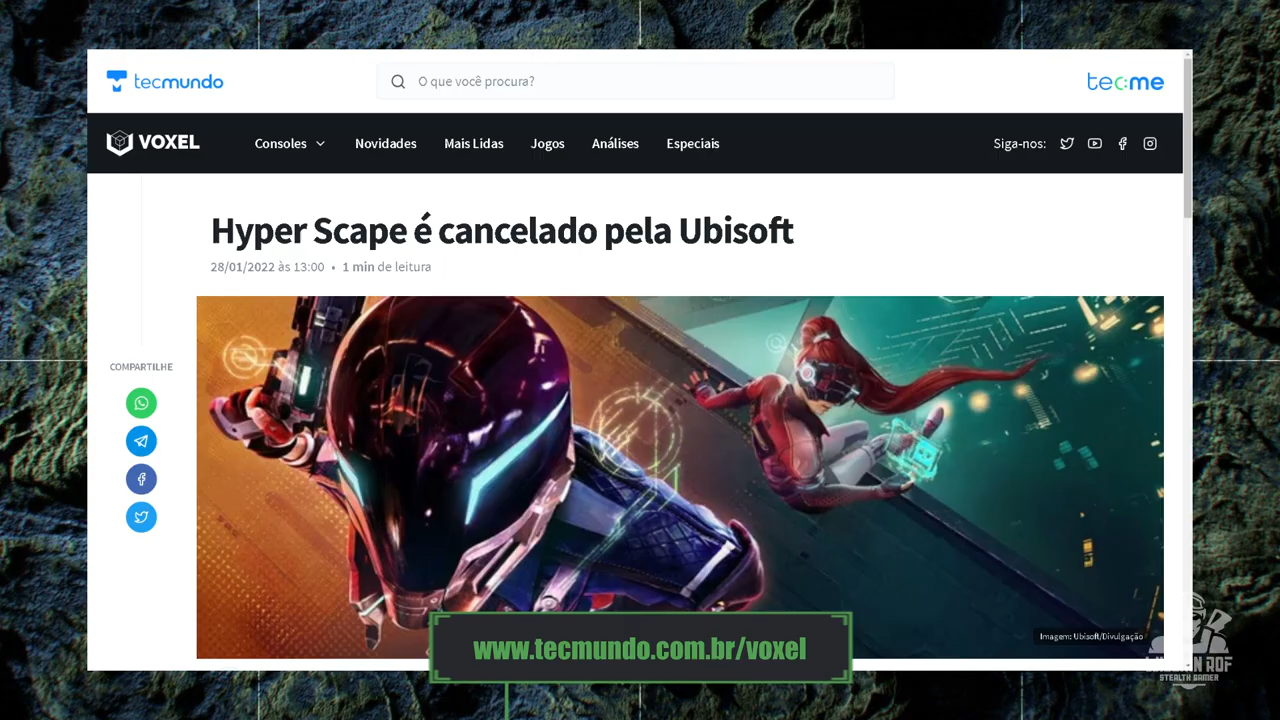 tecmundo
O que você procura?
tec:me
VOXEL
Consoles
Novidades
Mais Lidas
Jogos
Análises
Especiais
Siga-nos:
Hyper Scape é cancelado pela Ubisoft
28/01/2022 às 13:00 • 1 min de leitura
COMPARTILHE
Imagem: Ubisoft/Divulgação
www.tecmundo.com.br/voxel
STEALTH GAMER